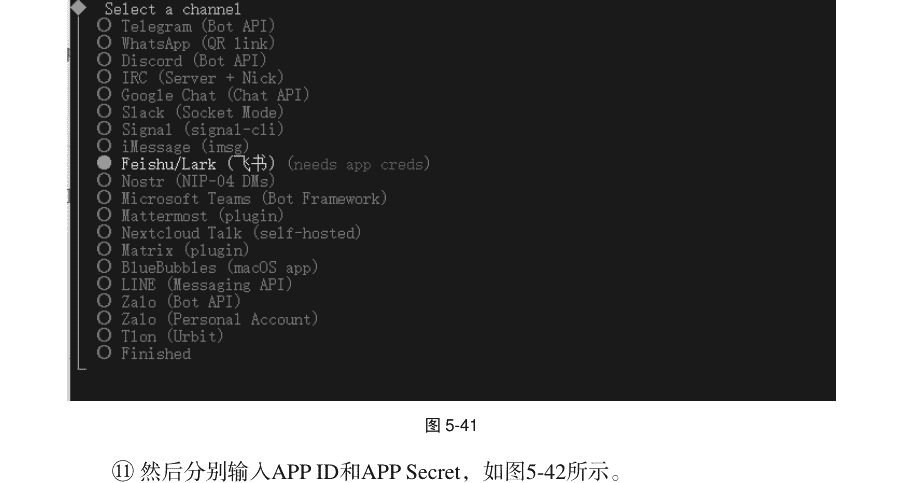 Select a channel
Telegram (Bot API)
WhatsApp (QR link)
Discord (Bot API)
IRC (Server + Nick)
Google Chat (Chat API)
Slack (Socket Mode)
Signal (signal-cli)
iMessage (imsg)
Feishu/Lark (飞书) (needs app creds)
Nostr (NIP-04 DMs)
Microsoft Teams (Bot Framework)
Mattermost (plugin)
Nextcloud Talk (self-hosted)
Matrix (plugin)
BlueBubbles (macOS app)
LINE (Messaging API)
Zalo (Bot API)
Zalo (Personal Account)
Tlon (Urbit)
Finished
图 5-41
⑪ 然后分别输入APP ID和APP Secret，如图5-42所示。